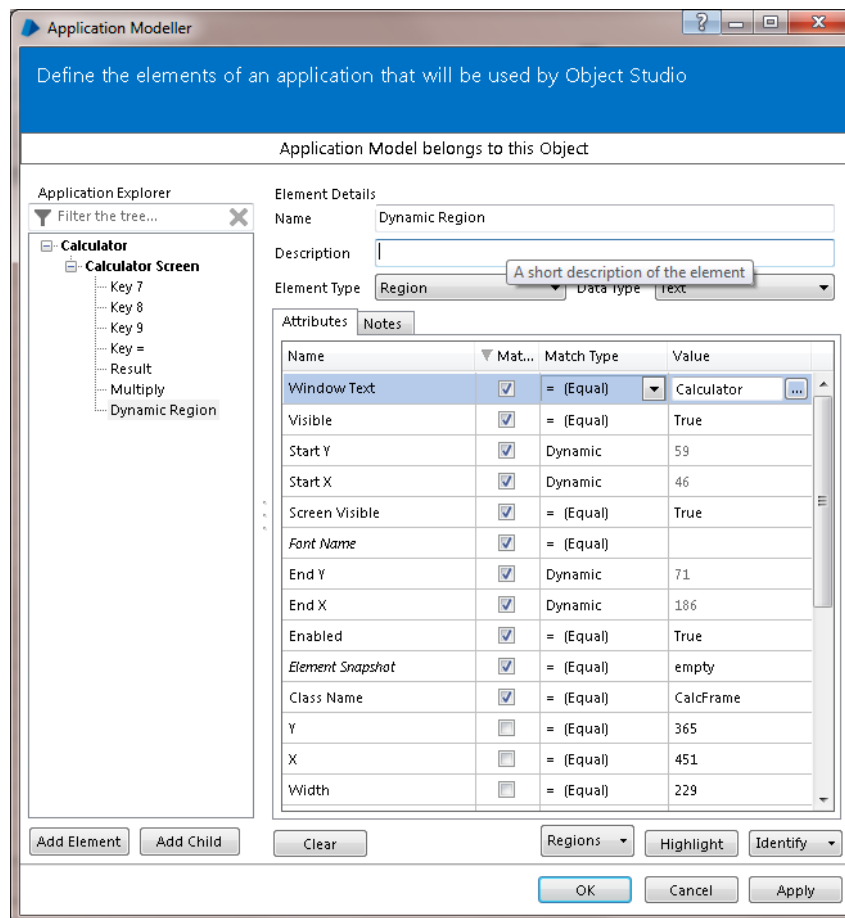 Application Modeller
?
Define the elements of an application that will be used by Object Studio
Application Model belongs to this Object
Application Explorer
Filter the tree...
Calculator
Calculator Screen
Key 7
Key 8
Key 9
Key =
Result
Multiply
Dynamic Region
Element Details
Name Dynamic Region
Description
A short description of the element
Element Type Region Data Type Text
Attributes Notes
Name Mat... Match Type Value
Window Text = (Equal) Calculator ...
Visible = (Equal) True
Start Y Dynamic 59
Start X Dynamic 46
Screen Visible = (Equal) True
Font Name = (Equal)
End Y Dynamic 71
End X Dynamic 186
Enabled = (Equal) True
Element Snapshot = (Equal) empty
Class Name = (Equal) CalcFrame
Y = (Equal) 365
X = (Equal) 451
Width = (Equal) 229
Add Element Add Child Clear Regions Highlight Identify
OK Cancel Apply